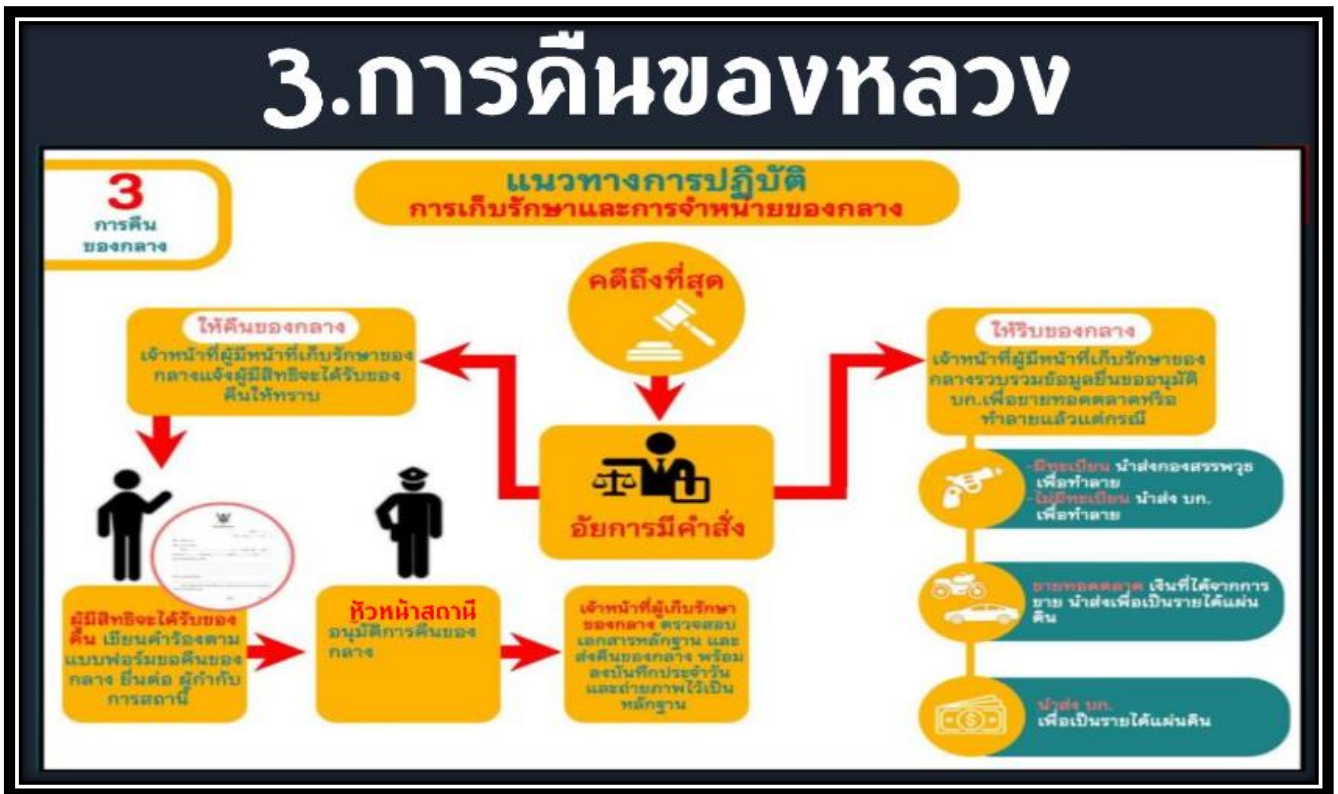 3.การคืนของหลวง
3
การคืน
ของกลาง
แนวทางการปฏิบัติ
การเก็บรักษาและการจำหน่ายของกลาง
คดีถึงที่สุด
ให้คืนของกลาง
เจ้าหน้าที่ผู้มีหน้าที่เก็บรักษาของ
กลางแจ้งผู้มีสิทธิจะได้รับของ
คืนให้ทราบ
อัยการมีคำสั่ง
ให้ริบของกลาง
เจ้าหน้าที่ผู้มีหน้าที่เก็บรักษาของ
กลางรวบรวมข้อมูลยื่นขออนุมัติ
บก.เพื่อขายทอดตลาดหรือ
ทำลายแล้วแต่กรณี
ผู้มีสิทธิจะได้รับของ
คืน เขียนคำร้องตาม
แบบฟอร์มขอคืนของ
กลาง ยื่นต่อ ผู้กำกับ
การสถานี
หัวหน้าสถานี
อนุมัติการคืนของ
กลาง
เจ้าหน้าที่ผู้เก็บรักษา
ของกลาง ตรวจสอบ
เอกสารหลักฐาน และ
ส่งคืนของกลาง พร้อม
ลงบันทึกประจำวัน
และถ่ายภาพไว้เป็น
หลักฐาน
-มีทะเบียน นำส่งกองสรรพาวุธ
เพื่อทำลาย
-ไม่มีทะเบียน นำส่ง บก.
เพื่อทำลาย
ขายทอดตลาด เงินที่ได้จากการ
ขาย นำส่งเพื่อเป็นรายได้แผ่น
ดิน
นำส่ง บก.
เพื่อเป็นรายได้แผ่นดิน